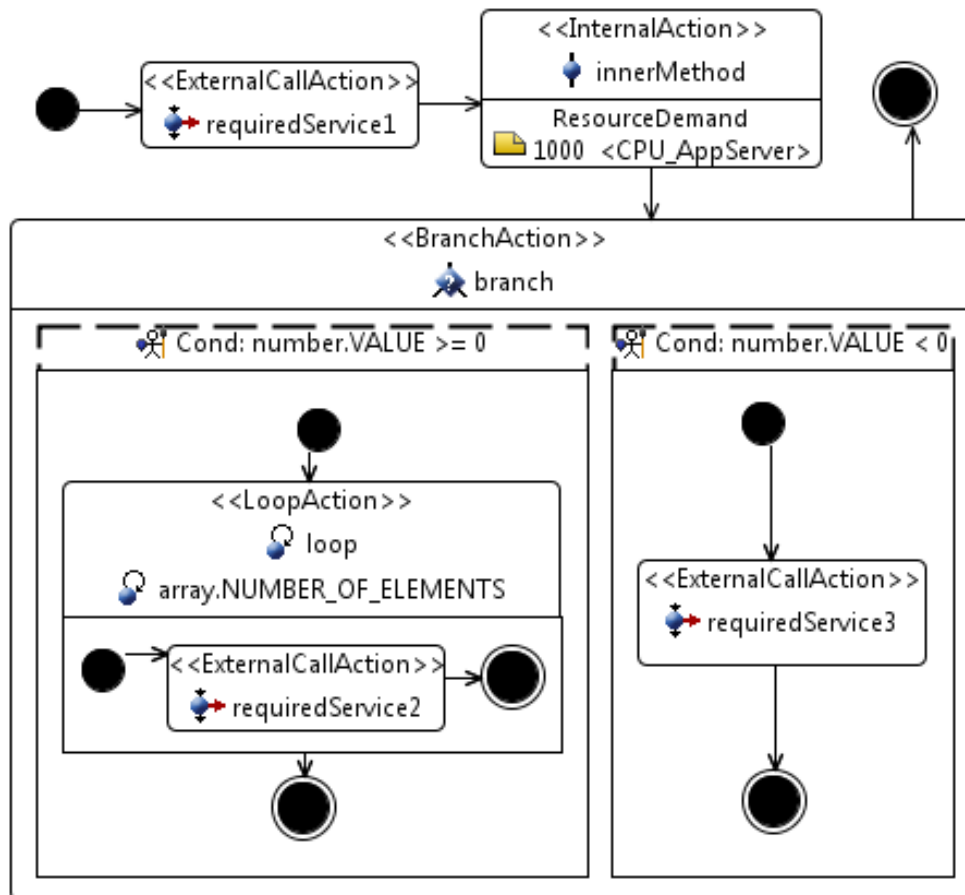 <<ExternalCallAction>>
requiredService1
<<InternalAction>>
innerMethod
ResourceDemand
1000 <CPU_AppServer>
<<BranchAction>>
branch
Cond: number.VALUE >= 0
<<LoopAction>>
loop
array.NUMBER_OF_ELEMENTS
<<ExternalCallAction>>
requiredService2
Cond: number.VALUE < 0
<<ExternalCallAction>>
requiredService3